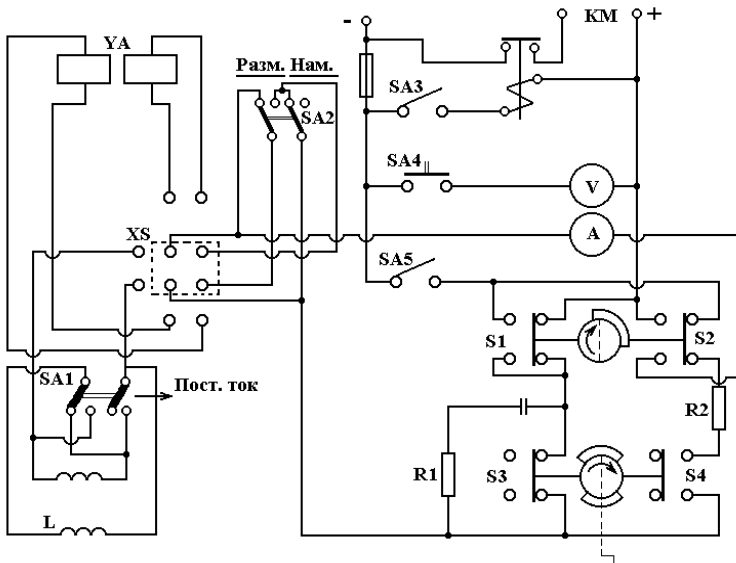 - KM +
YA
Разм. Нам.
SA3
SA2
SA4
V
XS
A
SA5
S1
S2
SA1
Пост. ток
R2
R1
S3
S4
L